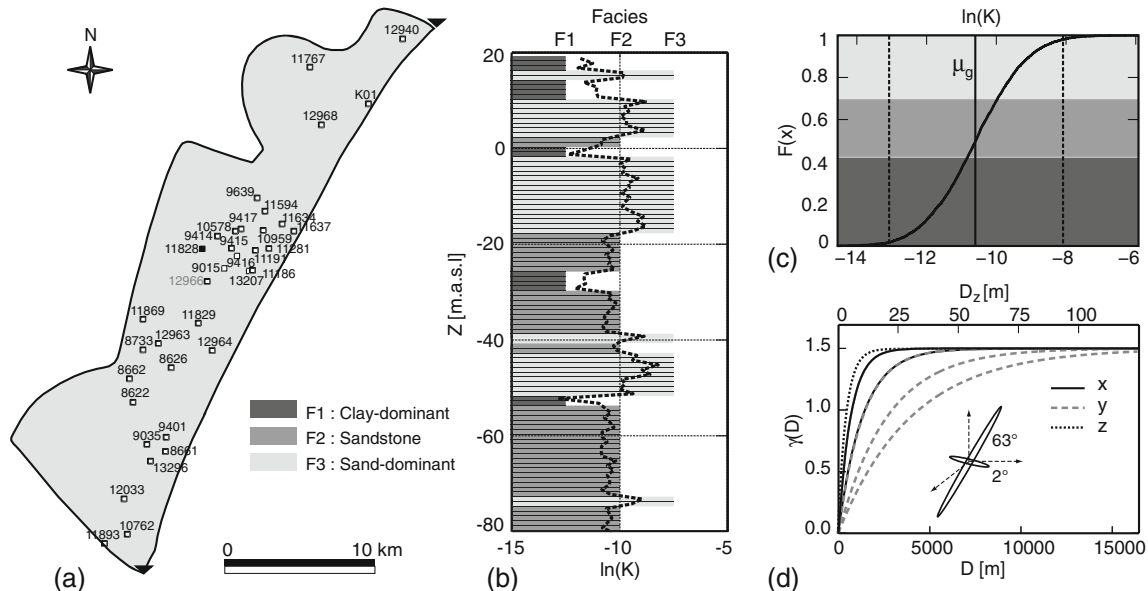 N
12940
11767
K01
12968
9639
11594
9417
11634
10578
11637
9414
9415
10959
11828
11281
9416
11191
9015
11186
12966
13207
11869
11829
12963
8733
12964
8626
8662
8622
9401
9035
8661
13296
12033
10762
11893
F1 : Clay-dominant
F2 : Sandstone
F3 : Sand-dominant
0 10 km
(a)
Facies
F1 F2 F3
20
0
-20
-40
-60
-80
Z [m.a.s.l]
-15 -10 -5
ln(K)
(b)
ln(K)
1
0.8
0.6
0.4
0.2
0
F(x)
μg
-14 -12 -10 -8 -6
(c)
Dz [m]
0 25 50 75 100
1.5
1.0
0.5
0.0
γ(D)
x
y
z
63°
2°
0 5000 10000 15000
D [m]
(d)